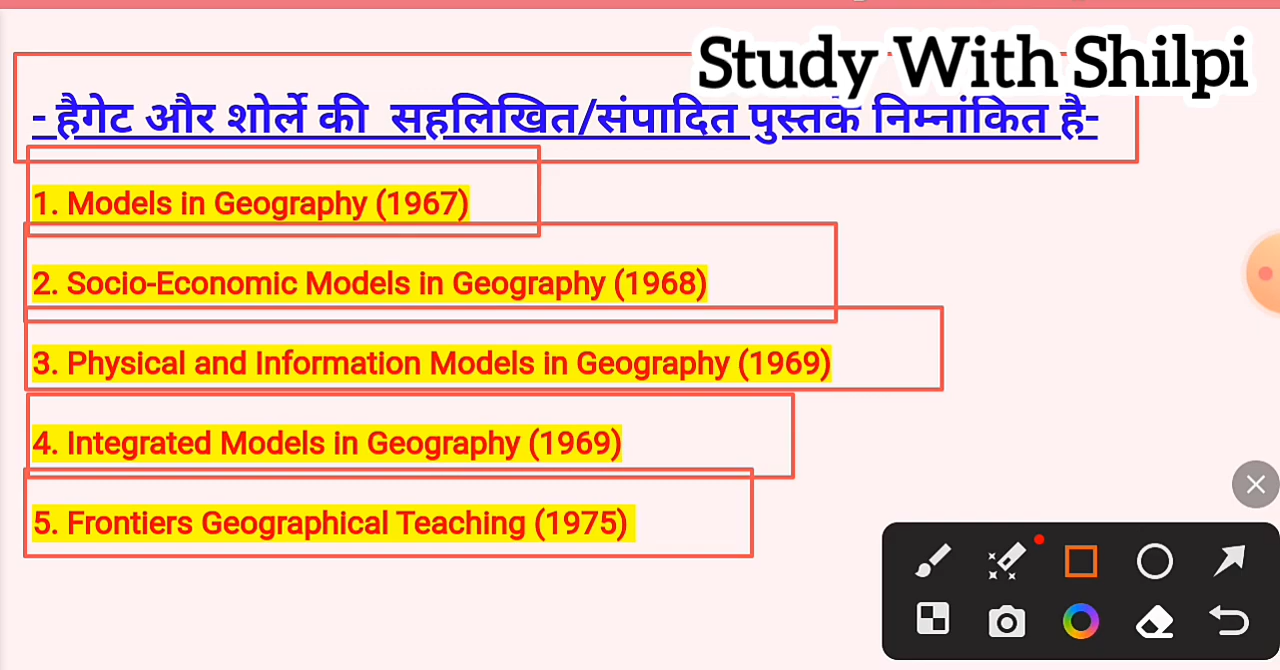 Study With Shilpi
- हैगेट और शोर्ले की सहलिखित/संपादित पुस्तकें निम्नांकित है-
1. Models in Geography (1967)
2. Socio-Economic Models in Geography (1968)
3. Physical and Information Models in Geography (1969)
4. Integrated Models in Geography (1969)
5. Frontiers Geographical Teaching (1975)